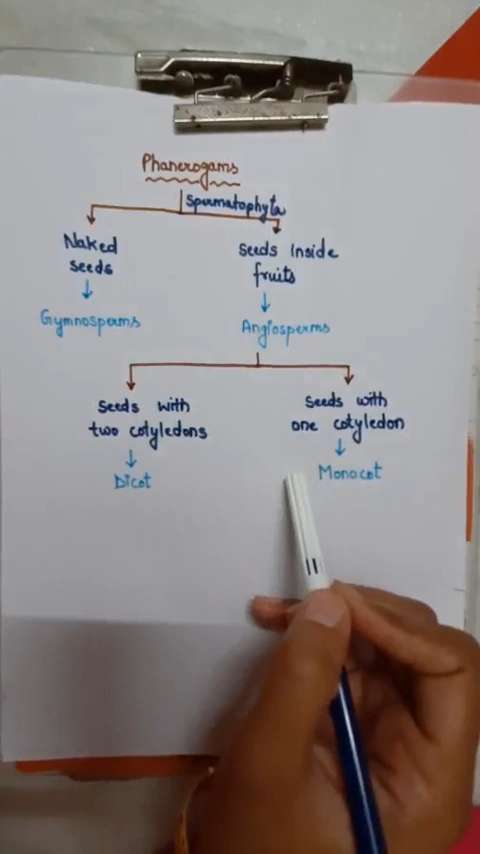 Phanerogams
Spermatophyta
Naked
seeds
Seeds Inside
fruits
Gymnosperms
Angiosperms
Seeds with
two cotyledons
Seeds with
one cotyledon
Dicot
Monocot